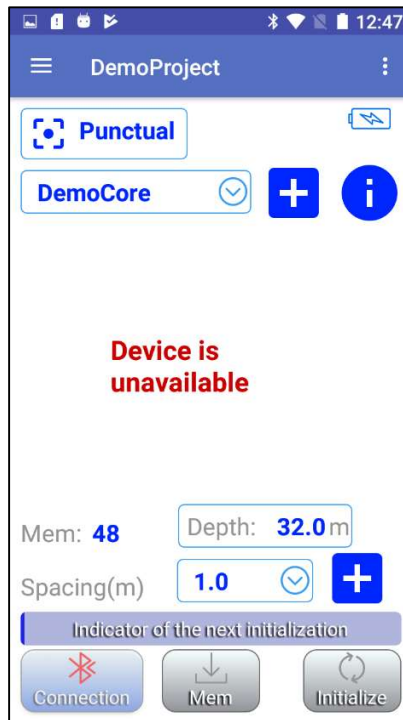 12:47
DemoProject
Punctual
DemoCore
i
Device is
unavailable
Mem: 48
Depth: 32.0 m
Spacing(m)
1.0
Indicator of the next initialization
Connection
Mem
Initialize